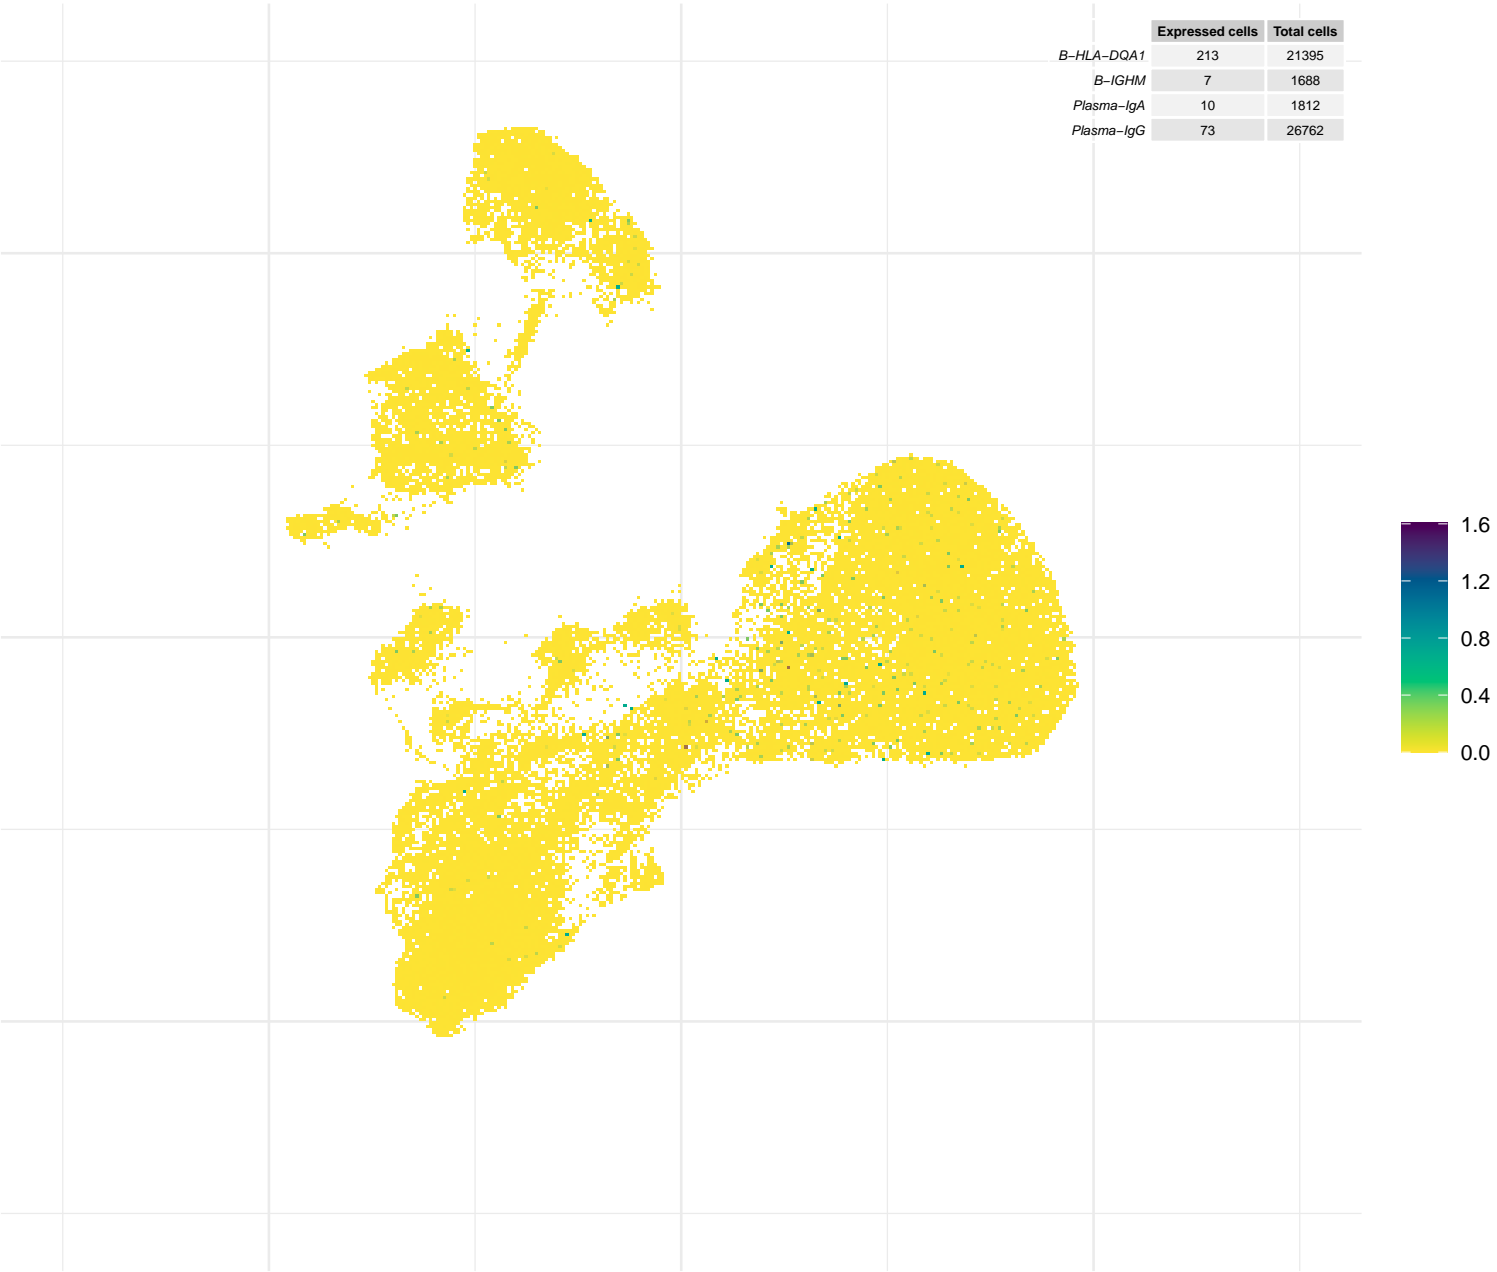 Expressed cells Total cells
B−HLA−DQA1 213 21395
B−IGHM 7 1688
Plasma−IgA 10 1812
Plasma−IgG 73 26762
1.6
1.2
0.8
0.4
0.0